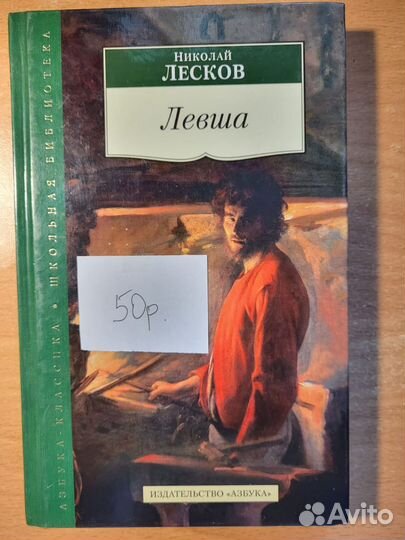 Николай
ЛЕСКОВ
Левша
АЗБУКА-КЛАССИКА • ШКОЛЬНАЯ БИБЛИОТЕКА
50р.
ИЗДАТЕЛЬСТВО «АЗБУКА»
Avito